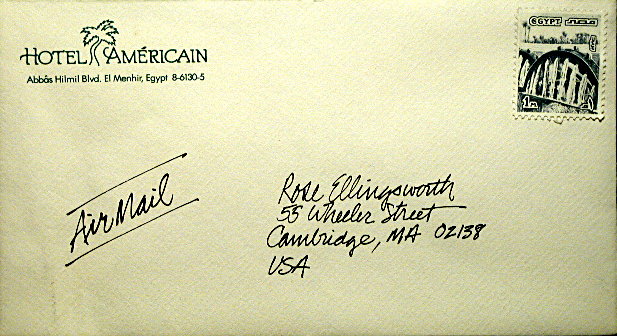 HOTEL AMÉRICAIN
Abbâs Hilmil Blvd. El Menhir, Egypt 8-6130-5
EGYPT مصر
Air Mail
Rose Ellingsworth
55 Wheeler Street
Cambridge, MA 02138
USA